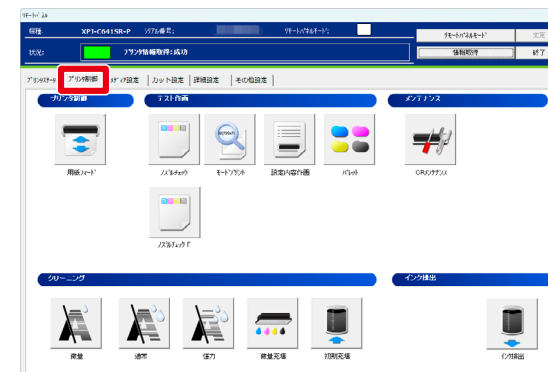 リモートパネル
機種:
XPJ-C641SR-P
シリアル番号:
リモートパネルモード:
リモートパネルモード
変更
状況:
プリンタ情報取得:成功
情報取得
終了
プリンタステータス
プリンタ制御
メディア設定
カット設定
詳細設定
その他設定
プリンタ制御
テスト作画
メンテナンス
用紙フィード
ノズルチェック
モードプリント
設定内容作画
パレット
CRメンテナンス
ノズルチェック F
クリーニング
インク排出
微量
通常
強力
微量充填
初期充填
インク排出